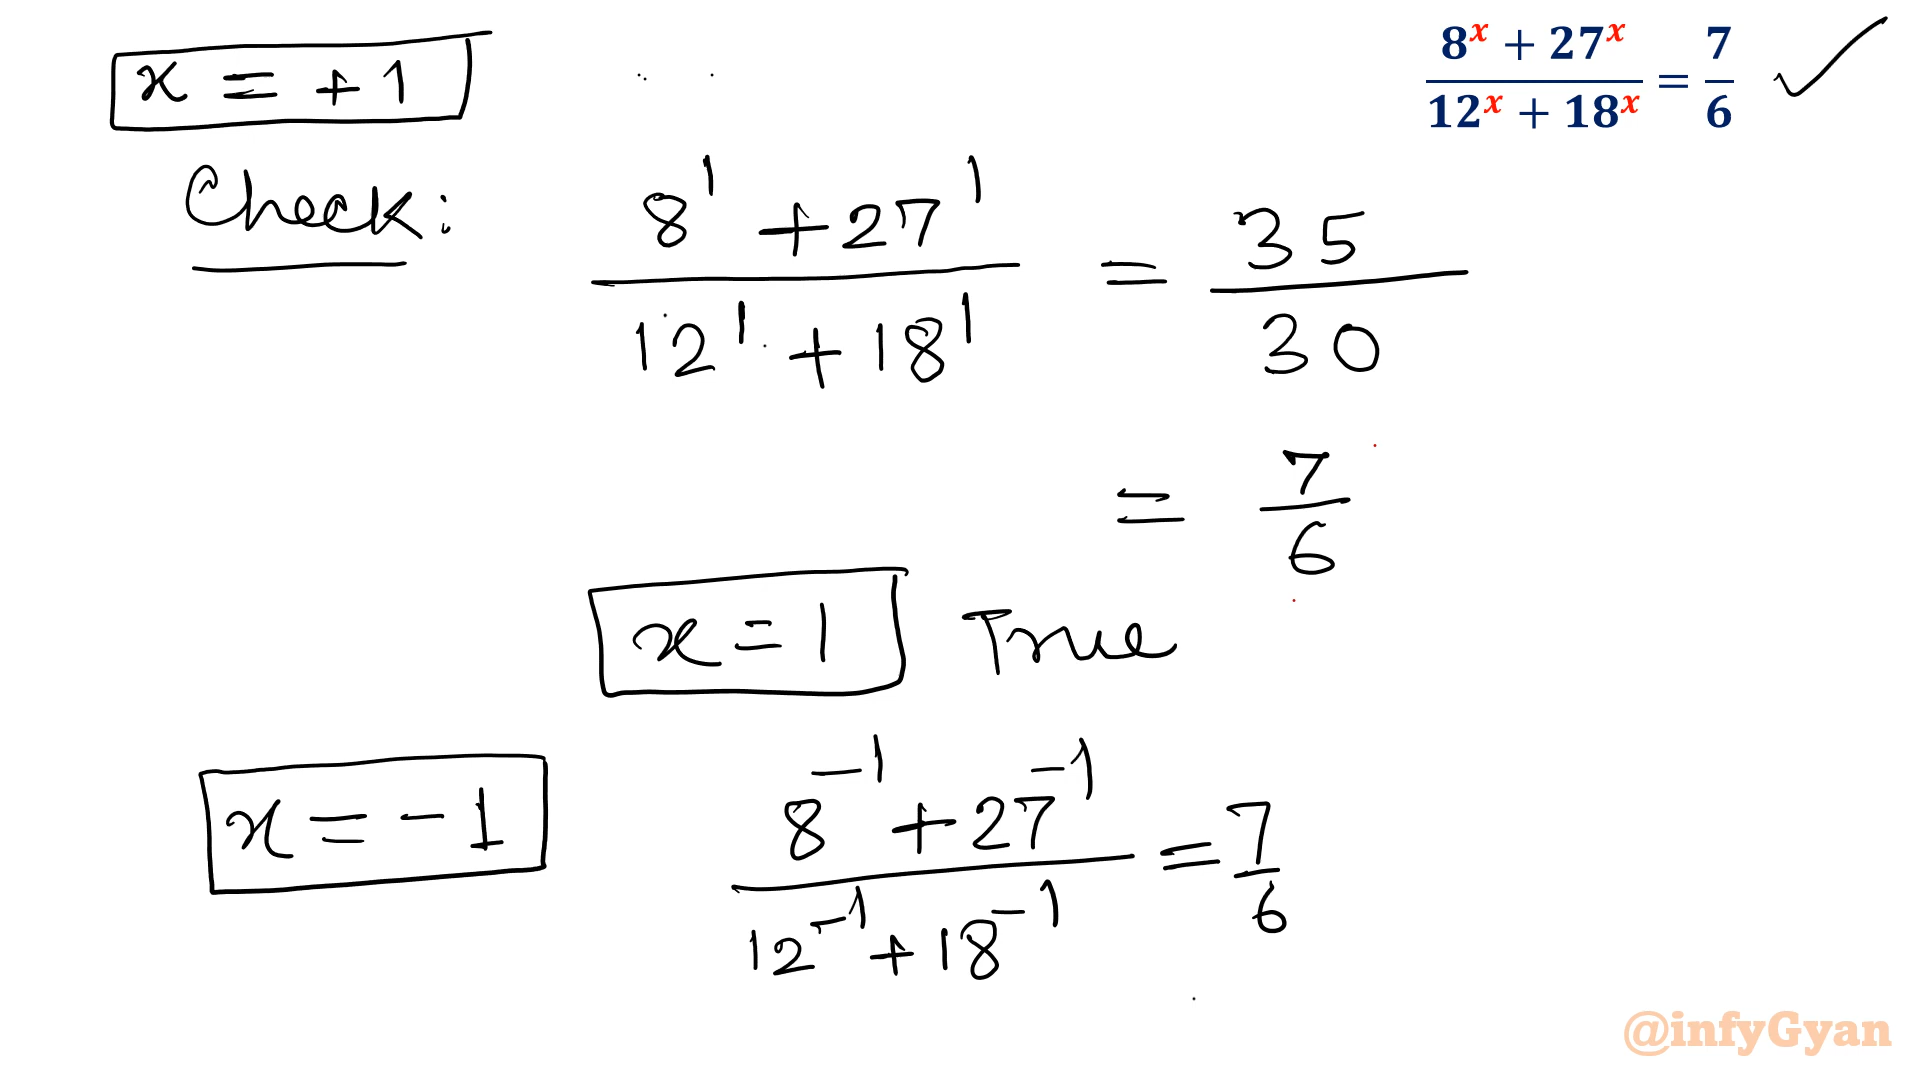 x = +1
8^x + 27^x / 12^x + 18^x = 7/6 ✓
Check: 8^1 + 27^1 / 12^1 + 18^1 = 35/30
= 7/6
x = 1 True
x = -1 8^-1 + 27^-1 / 12^-1 + 18^-1 = 7/6
@infyGyan